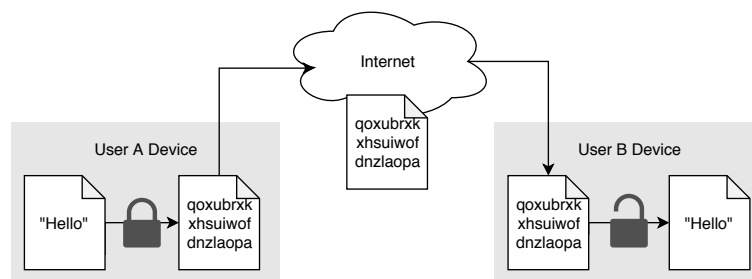 Internet
qoxubrxk
xhsuiwof
dnzlaopa
User A Device
"Hello"
qoxubrxk
xhsuiwof
dnzlaopa
User B Device
qoxubrxk
xhsuiwof
dnzlaopa
"Hello"